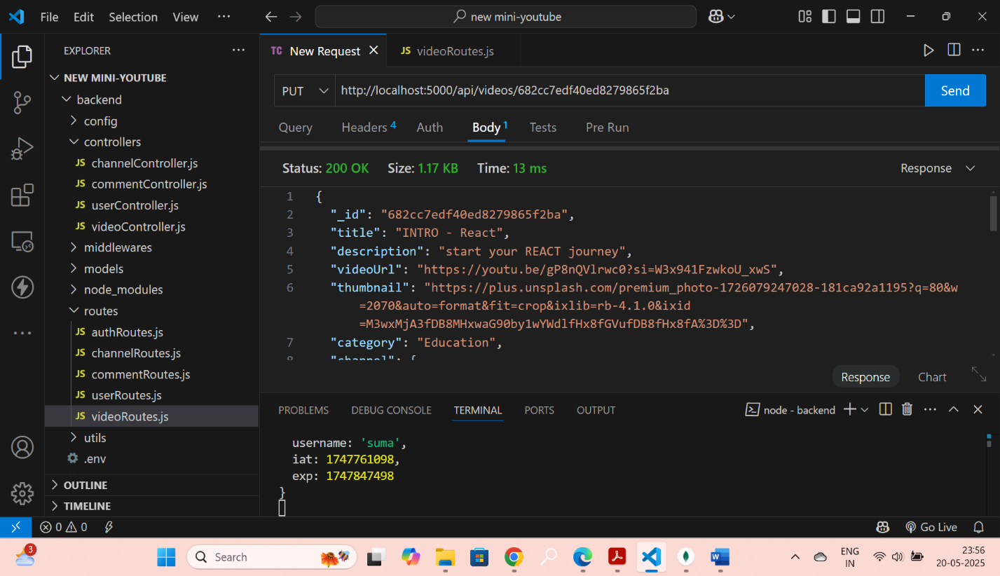 File Edit Selection View ··· new mini-youtube
EXPLORER ···
NEW MINI-YOUTUBE
backend
config
controllers
JS channelController.js
JS commentController.js
JS userController.js
JS videoController.js
middlewares
models
node_modules
routes
JS authRoutes.js
JS channelRoutes.js
JS commentRoutes.js
JS userRoutes.js
JS videoRoutes.js
utils
.env
OUTLINE
TIMELINE
TC New Request JS videoRoutes.js
PUT http://localhost:5000/api/videos/682cc7edf40ed8279865f2ba Send
Query Headers 4 Auth Body 1 Tests Pre Run
Status: 200 OK Size: 1.17 KB Time: 13 ms Response
1 {
2 "_id": "682cc7edf40ed8279865f2ba",
3 "title": "INTRO - React",
4 "description": "start your REACT journey",
5 "videoUrl": "https://youtu.be/gP8nQVlrwc0?si=W3x941FzwkoU_xwS",
6 "thumbnail": "https://plus.unsplash.com/premium_photo-1726079247028-181ca92a1195?q=80&w
=2070&auto=format&fit=crop&ixlib=rb-4.1.0&ixid
=M3wxMjA3fDB8MHxwaG90by1wYWdlfHx8fGVufDB8fHx8fA%3D%3D",
7 "category": "Education",
8 "channel": {
Response Chart
PROBLEMS DEBUG CONSOLE TERMINAL PORTS OUTPUT node - backend
username: 'suma',
iat: 1747761098,
exp: 1747847498
}
0 0 Go Live
3 Search ENG
IN 23:56
20-05-2025